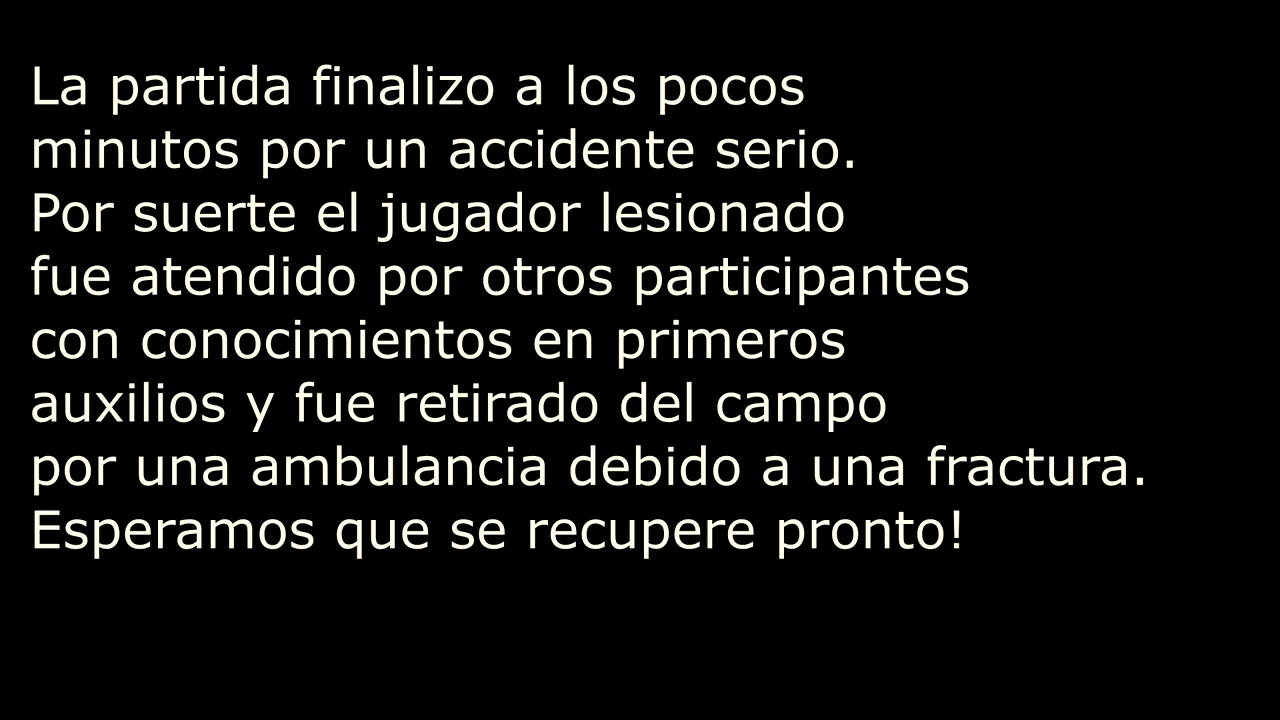 La partida finalizo a los pocos
minutos por un accidente serio.
Por suerte el jugador lesionado
fue atendido por otros participantes
con conocimientos en primeros
auxilios y fue retirado del campo
por una ambulancia debido a una fractura.
Esperamos que se recupere pronto!